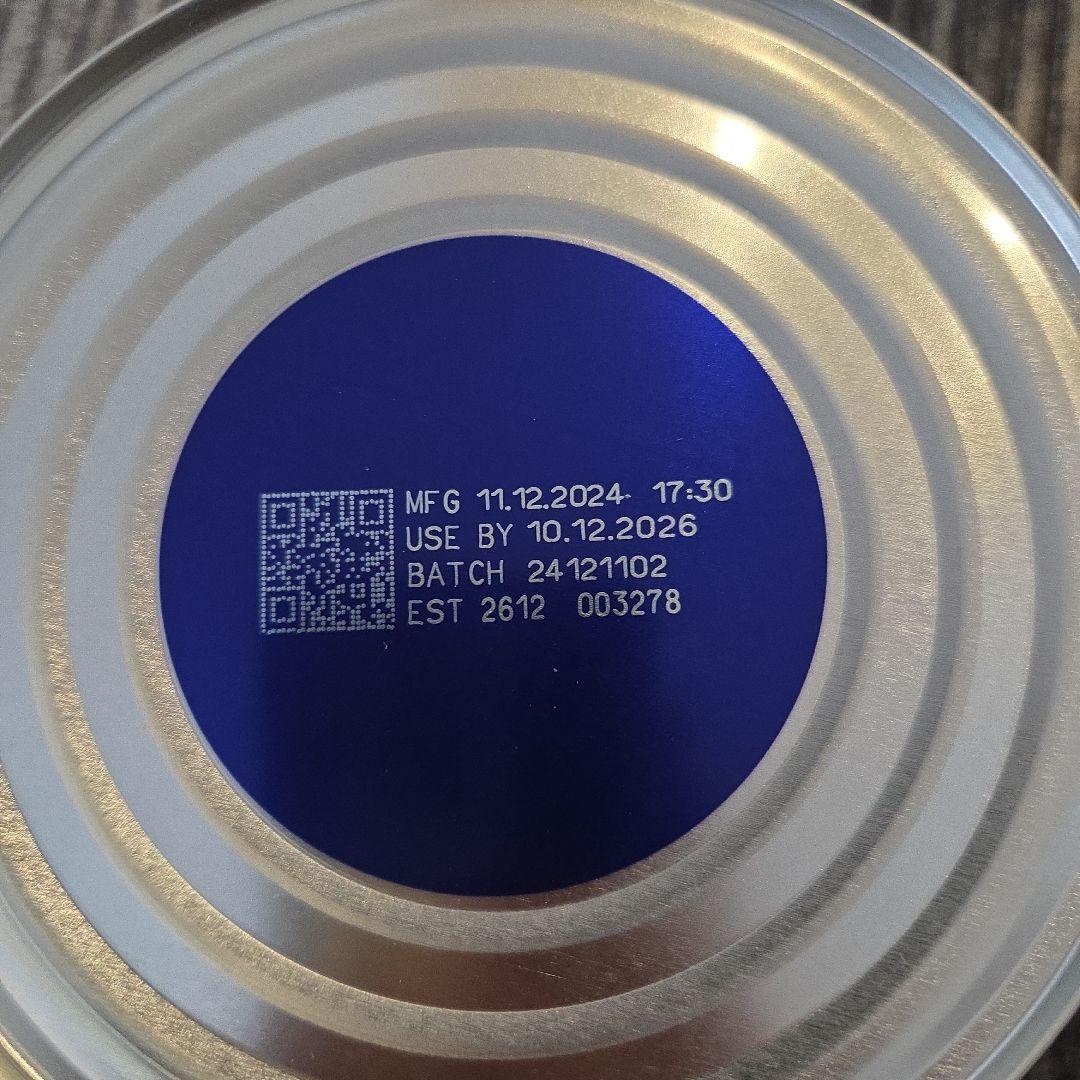 MFG 11.12.2024 17:30
USE BY 10.12.2026
BATCH 24121102
EST 2612 003278